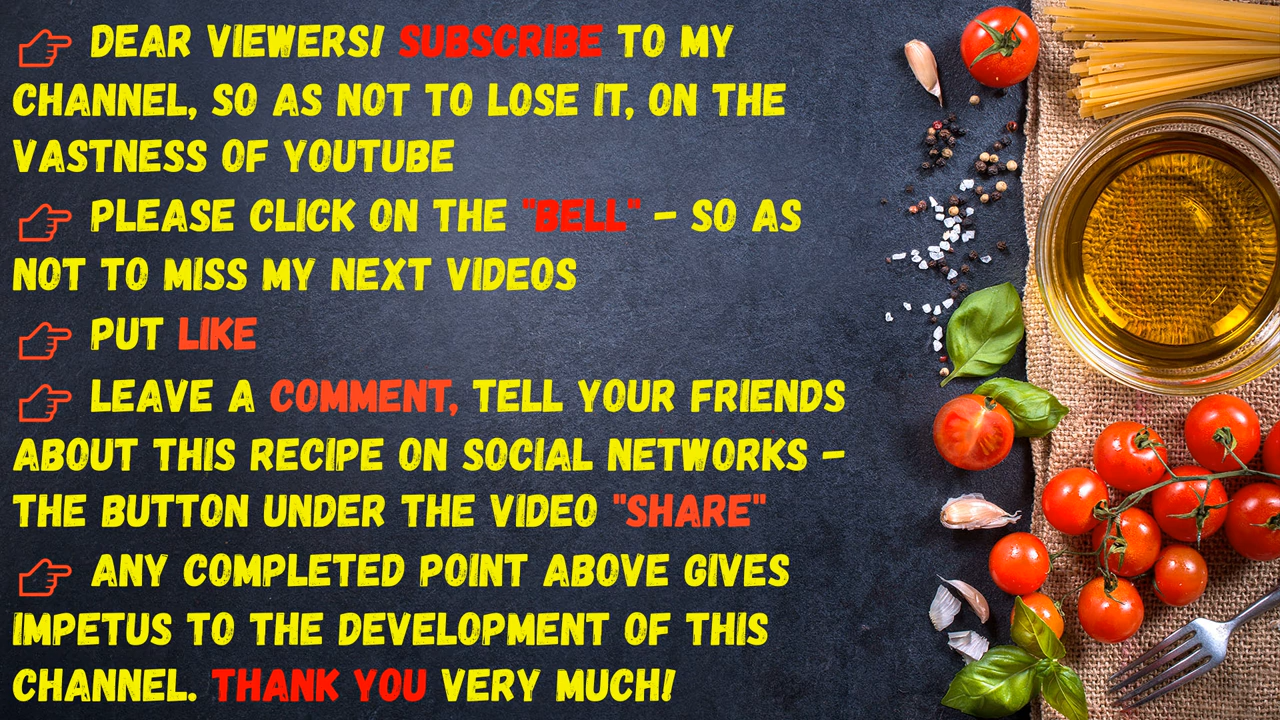 DEAR VIEWERS! SUBSCRIBE TO MY
CHANNEL, SO AS NOT TO LOSE IT, ON THE
VASTNESS OF YOUTUBE
PLEASE CLICK ON THE "BELL" - SO AS
NOT TO MISS MY NEXT VIDEOS
PUT LIKE
LEAVE A COMMENT, TELL YOUR FRIENDS
ABOUT THIS RECIPE ON SOCIAL NETWORKS -
THE BUTTON UNDER THE VIDEO "SHARE"
ANY COMPLETED POINT ABOVE GIVES
IMPETUS TO THE DEVELOPMENT OF THIS
CHANNEL. THANK YOU VERY MUCH!